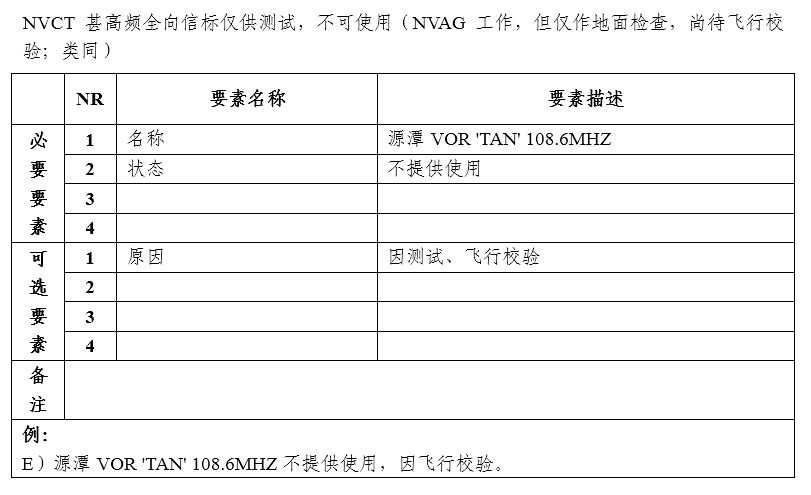 NVCT 甚高频全向信标仅供测试，不可使用（NVAG 工作，但仅作地面检查，尚待飞行校
验；类同）
NR 要素名称 要素描述
必要要素
1 名称 源潭 VOR 'TAN' 108.6MHZ
2 状态 不提供使用
3
4
可选要素
1 原因 因测试、飞行校验
2
3
4
备注
例：
E）源潭 VOR 'TAN' 108.6MHZ 不提供使用，因飞行校验。